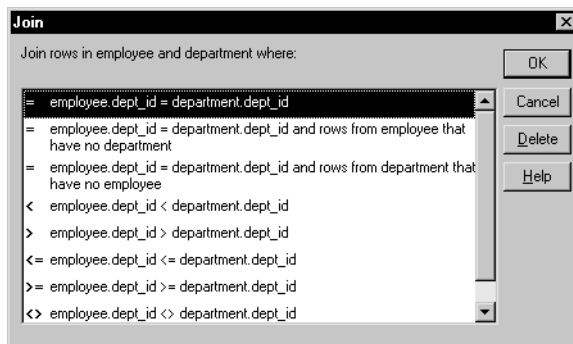 Join
Join rows in employee and department where:
OK
= employee.dept_id = department.dept_id
Cancel
= employee.dept_id = department.dept_id and rows from employee that
have no department
Delete
= employee.dept_id = department.dept_id and rows from department that
have no employee
Help
< employee.dept_id < department.dept_id
> employee.dept_id > department.dept_id
<= employee.dept_id <= department.dept_id
>= employee.dept_id >= department.dept_id
<> employee.dept_id <> department.dept_id